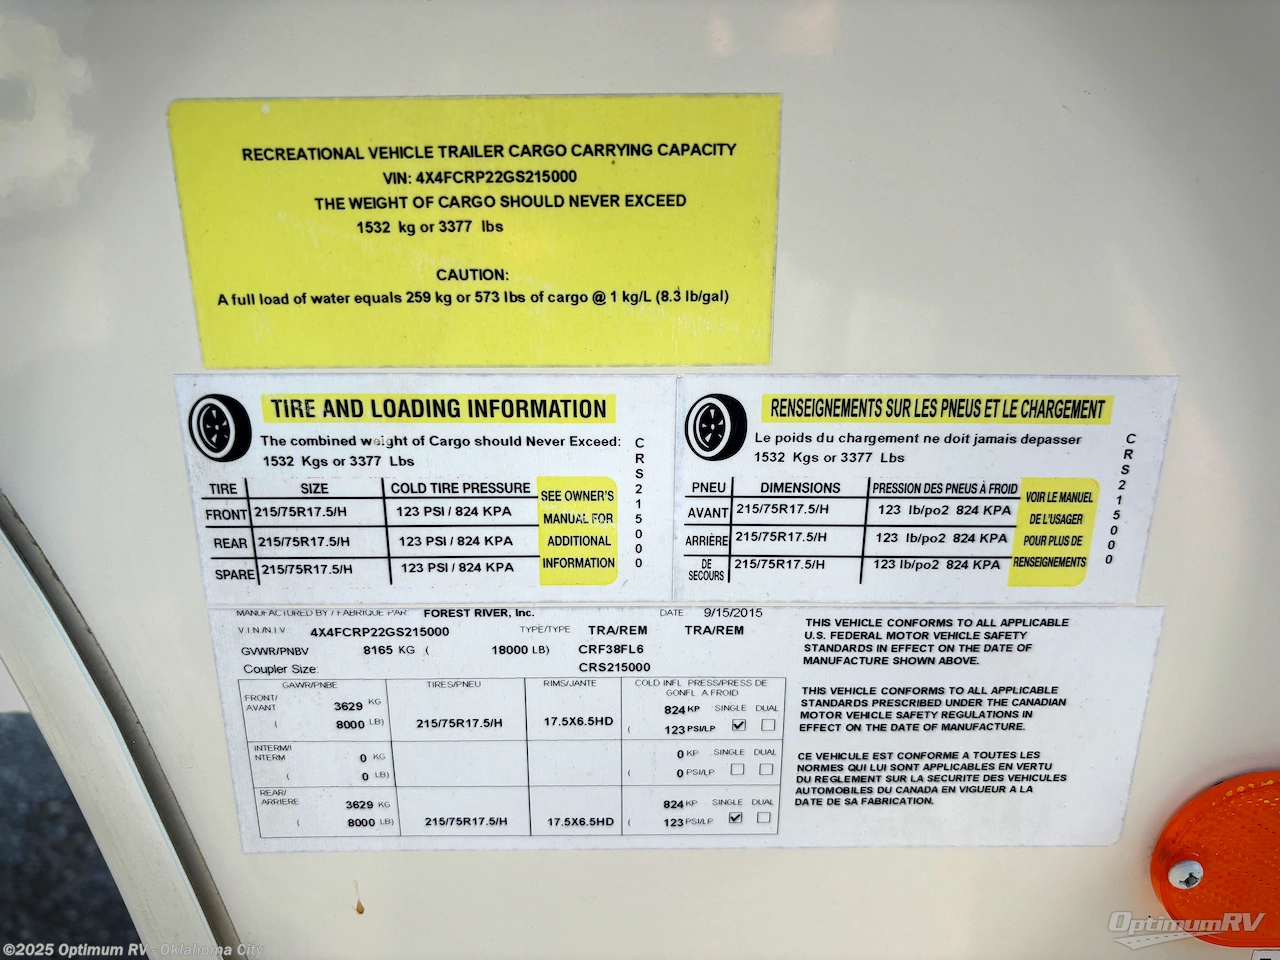 RECREATIONAL VEHICLE TRAILER CARGO CARRYING CAPACITY
VIN: 4X4FCRP22GS215000
THE WEIGHT OF CARGO SHOULD NEVER EXCEED
1532 kg or 3377 lbs
CAUTION:
A full load of water equals 259 kg or 573 lbs of cargo @ 1 kg/L (8.3 lb/gal)
TIRE AND LOADING INFORMATION
The combined weight of Cargo should Never Exceed:
1532 Kgs or 3377 Lbs
TIRE SIZE COLD TIRE PRESSURE
FRONT 215/75R17.5/H 123 PSI / 824 KPA
REAR 215/75R17.5/H 123 PSI / 824 KPA
SPARE 215/75R17.5/H 123 PSI / 824 KPA
SEE OWNER'S
MANUAL FOR
ADDITIONAL
INFORMATION
CRS215000
RENSEIGNEMENTS SUR LES PNEUS ET LE CHARGEMENT
Le poids du chargement ne doit jamais depasser
1532 Kgs or 3377 Lbs
PNEU DIMENSIONS PRESSION DES PNEUS À FROID
AVANT 215/75R17.5/H 123 lb/po2 824 KPA
ARRIÈRE 215/75R17.5/H 123 lb/po2 824 KPA
DE SECOURS 215/75R17.5/H 123 lb/po2 824 KPA
VOIR LE MANUEL
DE L'USAGER
POUR PLUS DE
RENSEIGNEMENTS
CRS215000
MANUFACTURED BY / FABRIQUE PAR FOREST RIVER, Inc. DATE 9/15/2015
V.I.N./N.I.V. 4X4FCRP22GS215000 TYPE/TYPE TRA/REM TRA/REM
GVWR/PNBV 8165 KG ( 18000 LB) CRF38FL6
Coupler Size: CRS215000
GAWR/PNBE TIRES/PNEU RIMS/JANTE COLD INFL PRESS/PRESS DE
GONFL A FROID
FRONT/
AVANT 3629 KG 824 KP SINGLE DUAL
( 8000 LB) 215/75R17.5/H 17.5X6.5HD ( 123 PSI/LP
INTERM/I
NTERM 0 KG 0 KP SINGLE DUAL
( 0 LB) ( 0 PSI/LP
REAR/
ARRIERE 3629 KG 824 KP SINGLE DUAL
( 8000 LB) 215/75R17.5/H 17.5X6.5HD ( 123 PSI/LP
THIS VEHICLE CONFORMS TO ALL APPLICABLE
U.S. FEDERAL MOTOR VEHICLE SAFETY
STANDARDS IN EFFECT ON THE DATE OF
MANUFACTURE SHOWN ABOVE.
THIS VEHICLE CONFORMS TO ALL APPLICABLE
STANDARDS PRESCRIBED UNDER THE CANADIAN
MOTOR VEHICLE SAFETY REGULATIONS IN
EFFECT ON THE DATE OF MANUFACTURE.
CE VEHICULE EST CONFORME A TOUTES LES
NORMES QUI LUI SONT APPLICABLES EN VERTU
DU REGLEMENT SUR LA SECURITE DES VEHICULES
AUTOMOBILES DU CANADA EN VIGUEUR A LA
DATE DE SA FABRICATION.
©2025 Optimum RV - Oklahoma City
OptimumRV